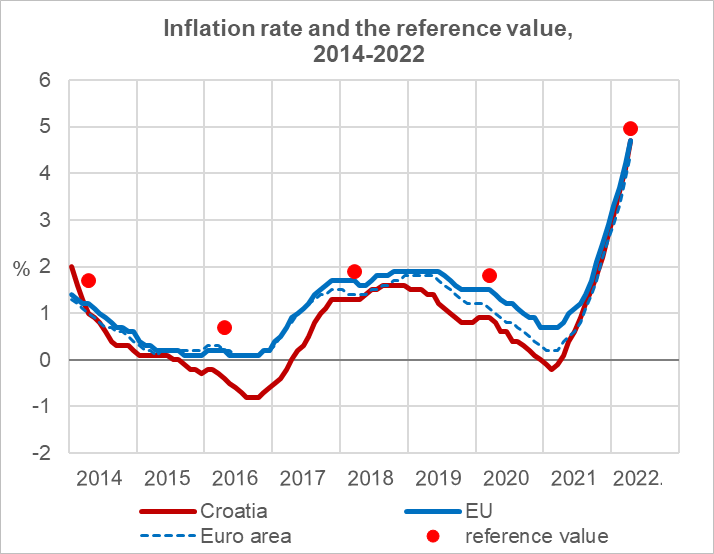 Inflation rate and the reference value,
2014-2022
6
5
4
3
2
1
0
-1
-2
%
2014 2015 2016 2017 2018 2019 2020 2021 2022.
Croatia EU
Euro area reference value